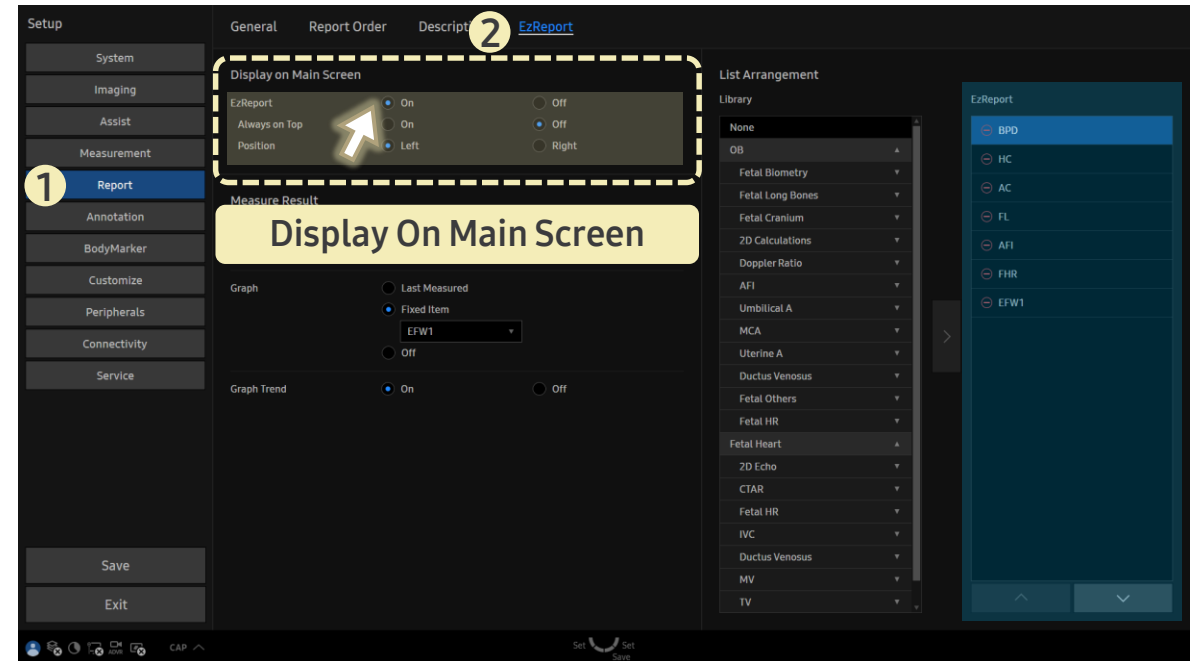 Setup
General Report Order Descripti EzReport
2
System
Imaging
Assist
Measurement
1
Report
Annotation
BodyMarker
Customize
Peripherals
Connectivity
Service
Save
Exit
Display on Main Screen
EzReport On Off
Always on Top On Off
Position Left Right
Measure Result
Display On Main Screen
Graph Last Measured
Fixed Item
EFW1
Off
Graph Trend On Off
List Arrangement
Library
None
OB
Fetal Biometry
Fetal Long Bones
Fetal Cranium
2D Calculations
Doppler Ratio
AFI
Umbilical A
MCA
Uterine A
Ductus Venosus
Fetal Others
Fetal HR
Fetal Heart
2D Echo
CTAR
Fetal HR
IVC
Ductus Venosus
MV
TV
EzReport
BPD
HC
AC
FL
AFI
FHR
EFW1
CAP
Set Set
Save